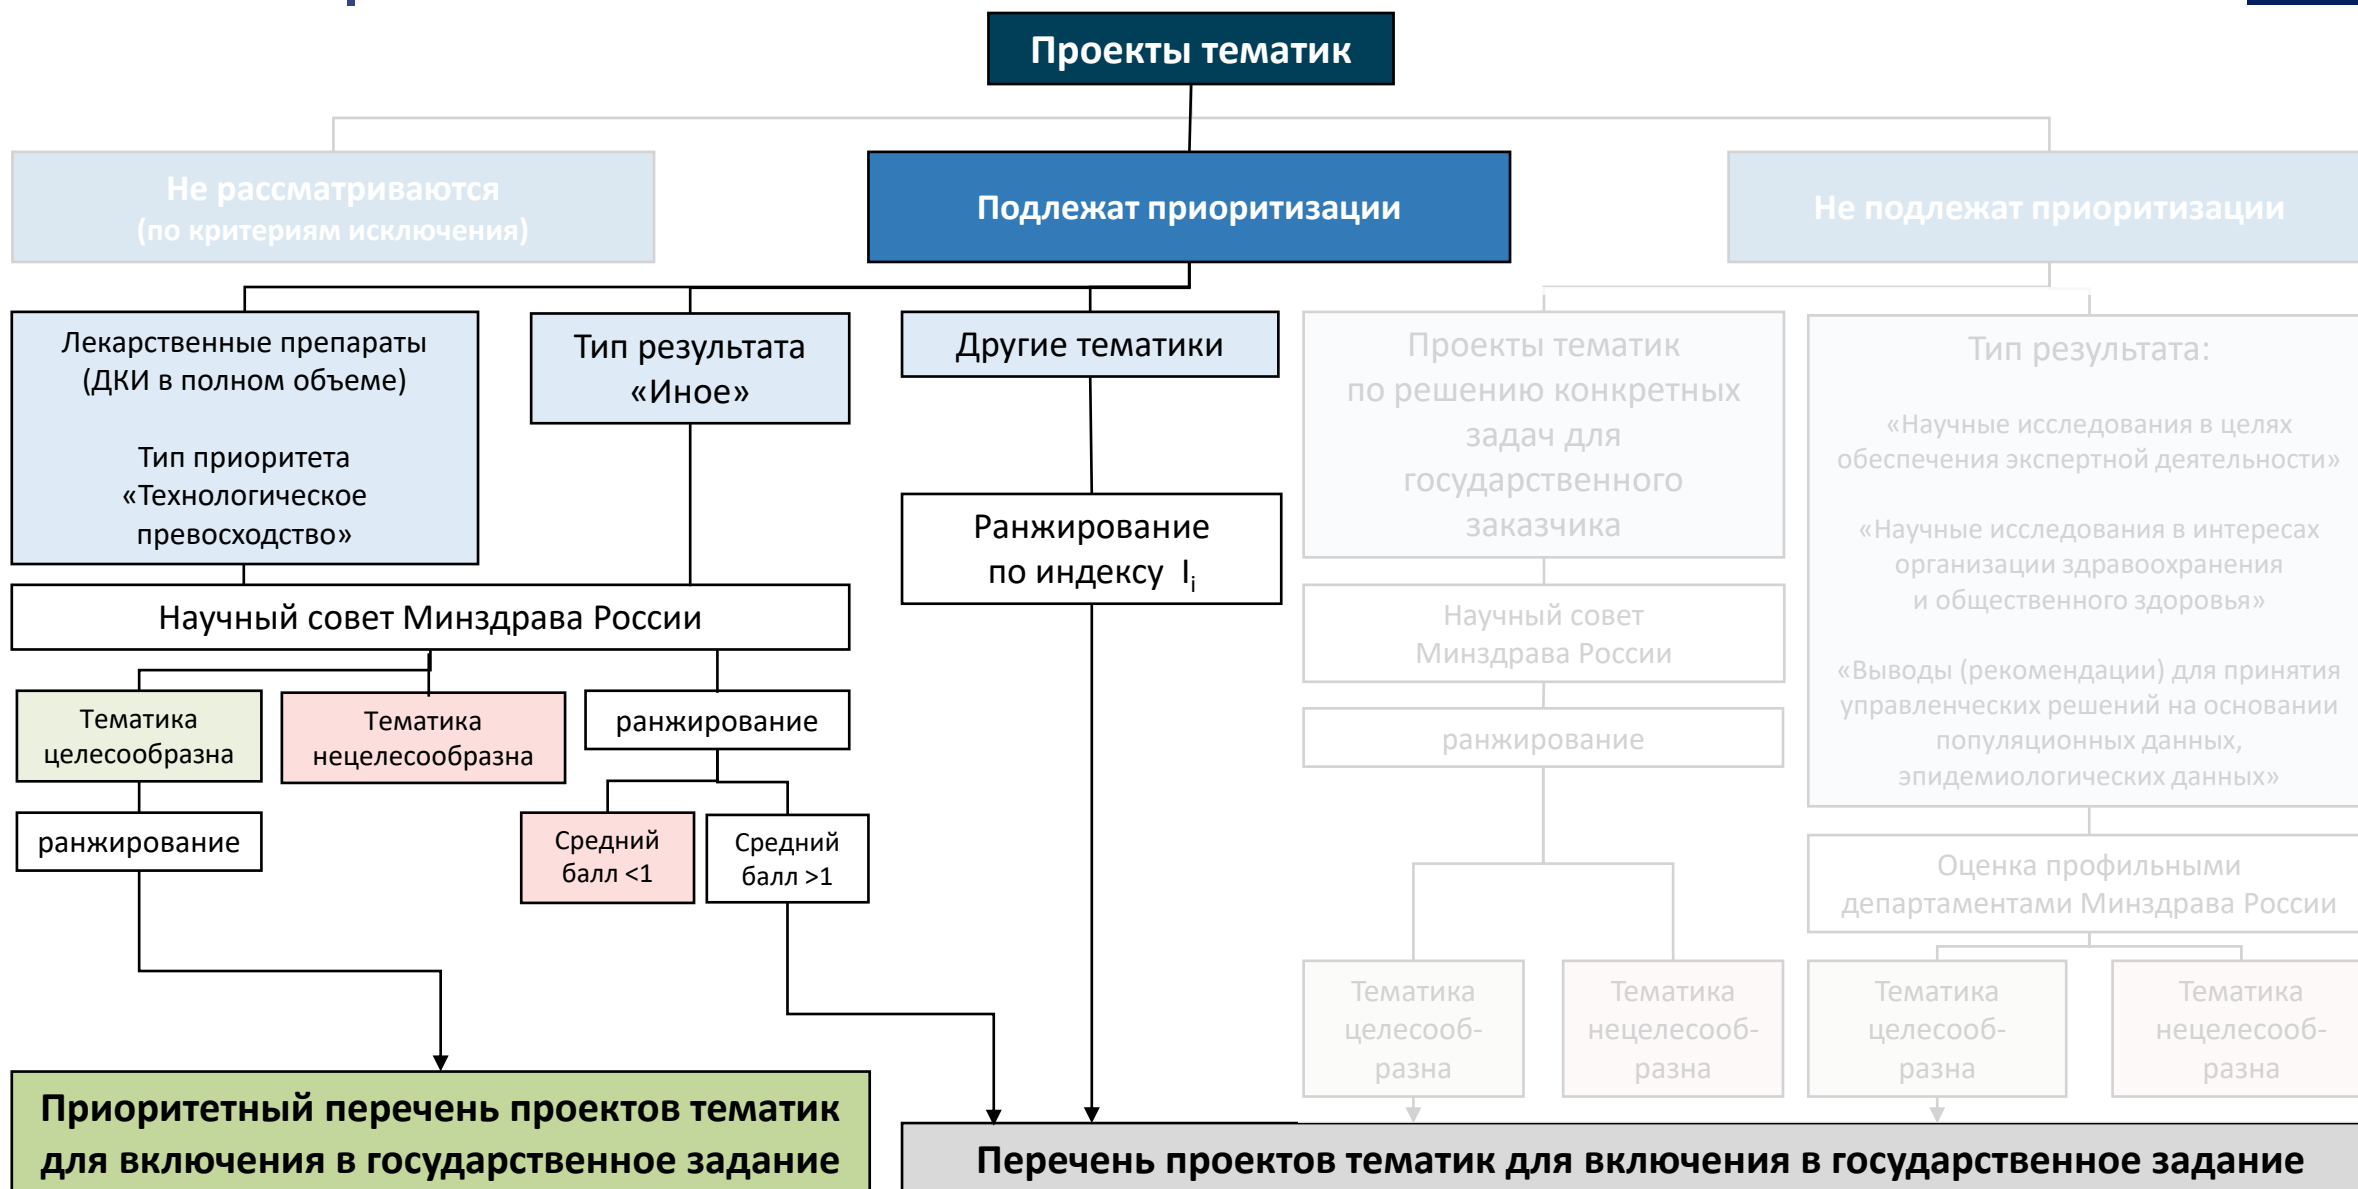 Проекты тематик
Не рассматриваются
(по критериям исключения)
Подлежат приоритизации
Не подлежат приоритизации
Лекарственные препараты
(ДКИ в полном объеме)
Тип приоритета
«Технологическое
превосходство»
Тип результата
«Иное»
Другие тематики
Ранжирование
по индексу I_i
Проекты тематик
по решению конкретных
задач для
государственного
заказчика
Тип результата:
«Научные исследования в целях
обеспечения экспертной деятельности»
«Научные исследования в интересах
организации здравоохранения
и общественного здоровья»
«Выводы (рекомендации) для принятия
управленческих решений на основании
популяционных данных,
эпидемиологических данных»
Научный совет Минздрава России
Научный совет
Минздрава России
Тематика
целесообразна
Тематика
нецелесообразна
ранжирование
ранжирование
ранжирование
Средний
балл <1
Средний
балл >1
Оценка профильными
департаментами Минздрава России
Тематика
целесооб-
разна
Тематика
нецелесооб-
разна
Тематика
целесооб-
разна
Тематика
нецелесооб-
разна
Приоритетный перечень проектов тематик
для включения в государственное задание
Перечень проектов тематик для включения в государственное задание